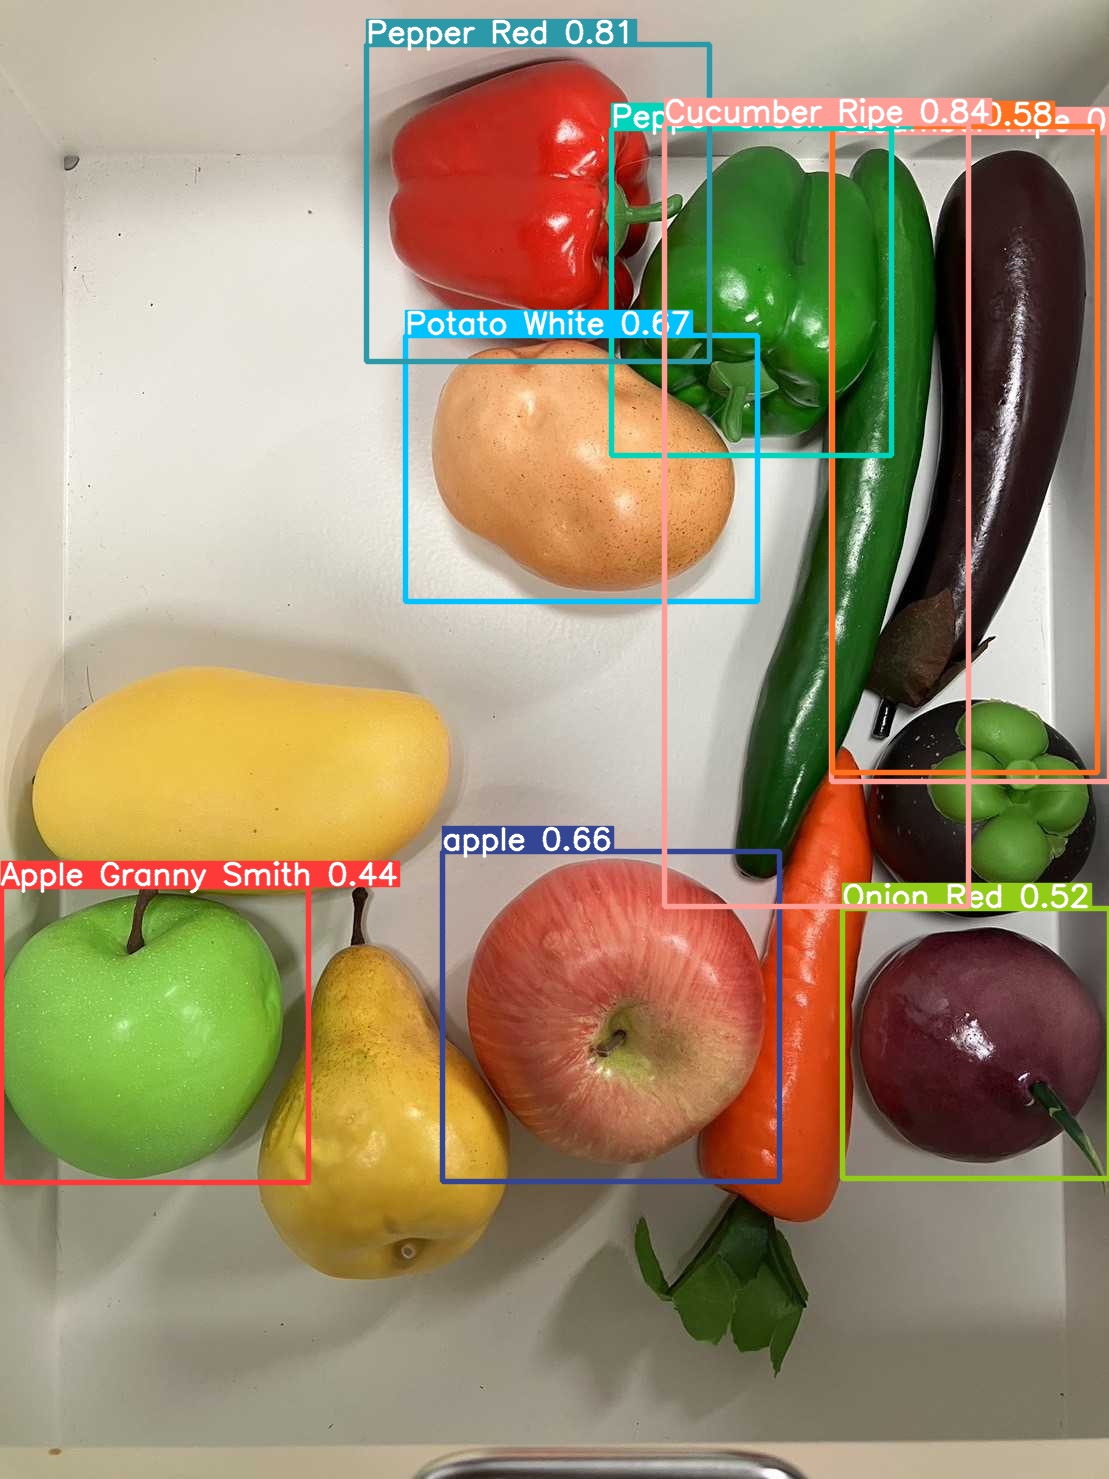 Pepper Red 0.81
Cucumber Ripe 0.84
0.58
Potato White 0.67
apple 0.66
Apple Granny Smith 0.44
Onion Red 0.52